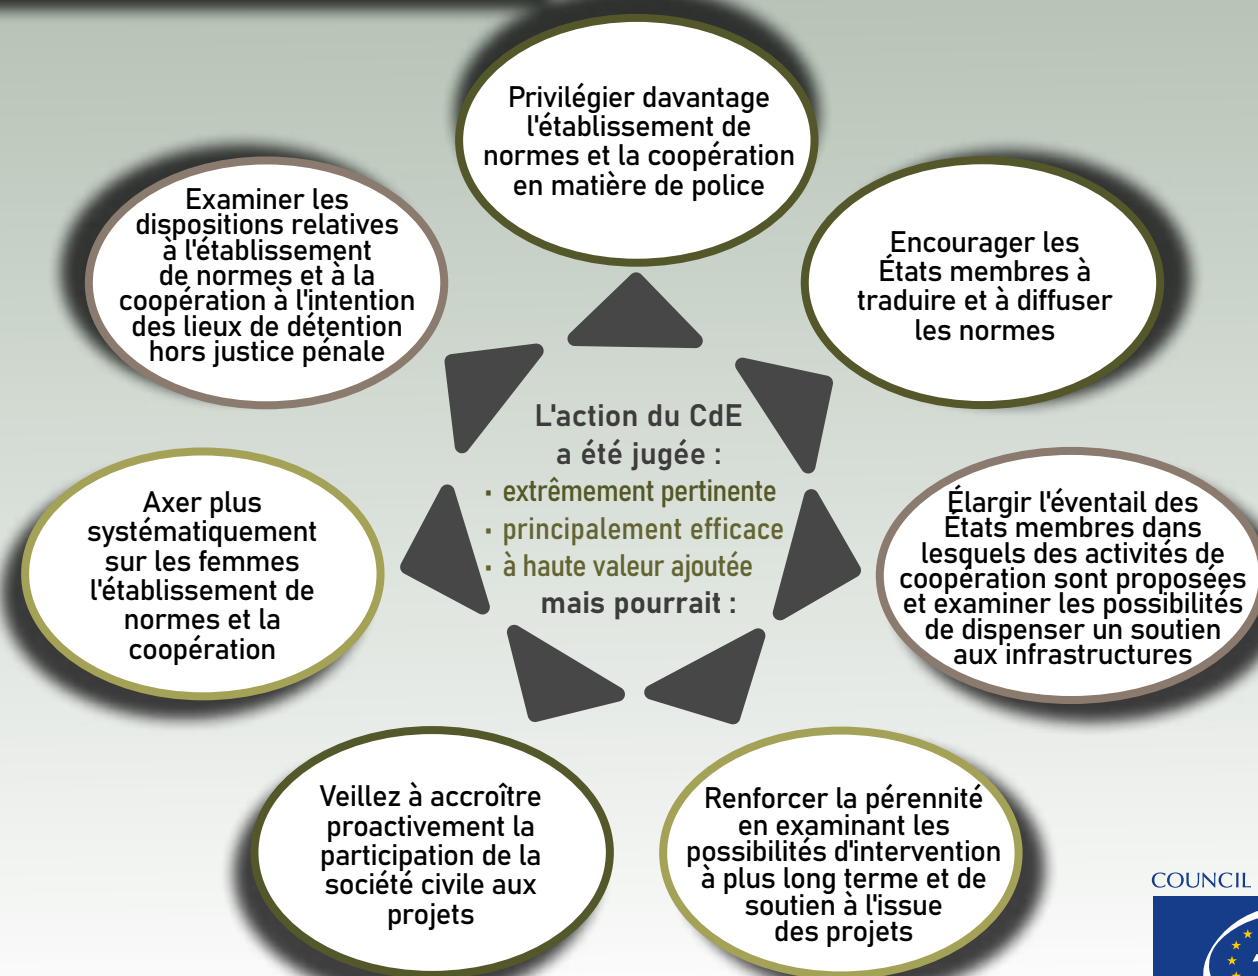 Privilégier davantage
l'établissement de
normes et la coopération
en matière de police
Encourager les
États membres à
traduire et à diffuser
les normes
Élargir l'éventail des
États membres dans
lesquels des activités de
coopération sont proposées
et examiner les possibilités
de dispenser un soutien
aux infrastructures
Renforcer la pérennité
en examinant les
possibilités d'intervention
à plus long terme et de
soutien à l'issue
des projets
Veillez à accroître
proactivement la
participation de la
société civile aux
projets
Axer plus
systématiquement
sur les femmes
l'établissement de
normes et la
coopération
Examiner les
dispositions relatives
à l'établissement
de normes et à la
coopération à l'intention
des lieux de détention
hors justice pénale
L'action du CdE
a été jugée :
· extrêmement pertinente
· principalement efficace
· à haute valeur ajoutée
mais pourrait :
COUNCIL